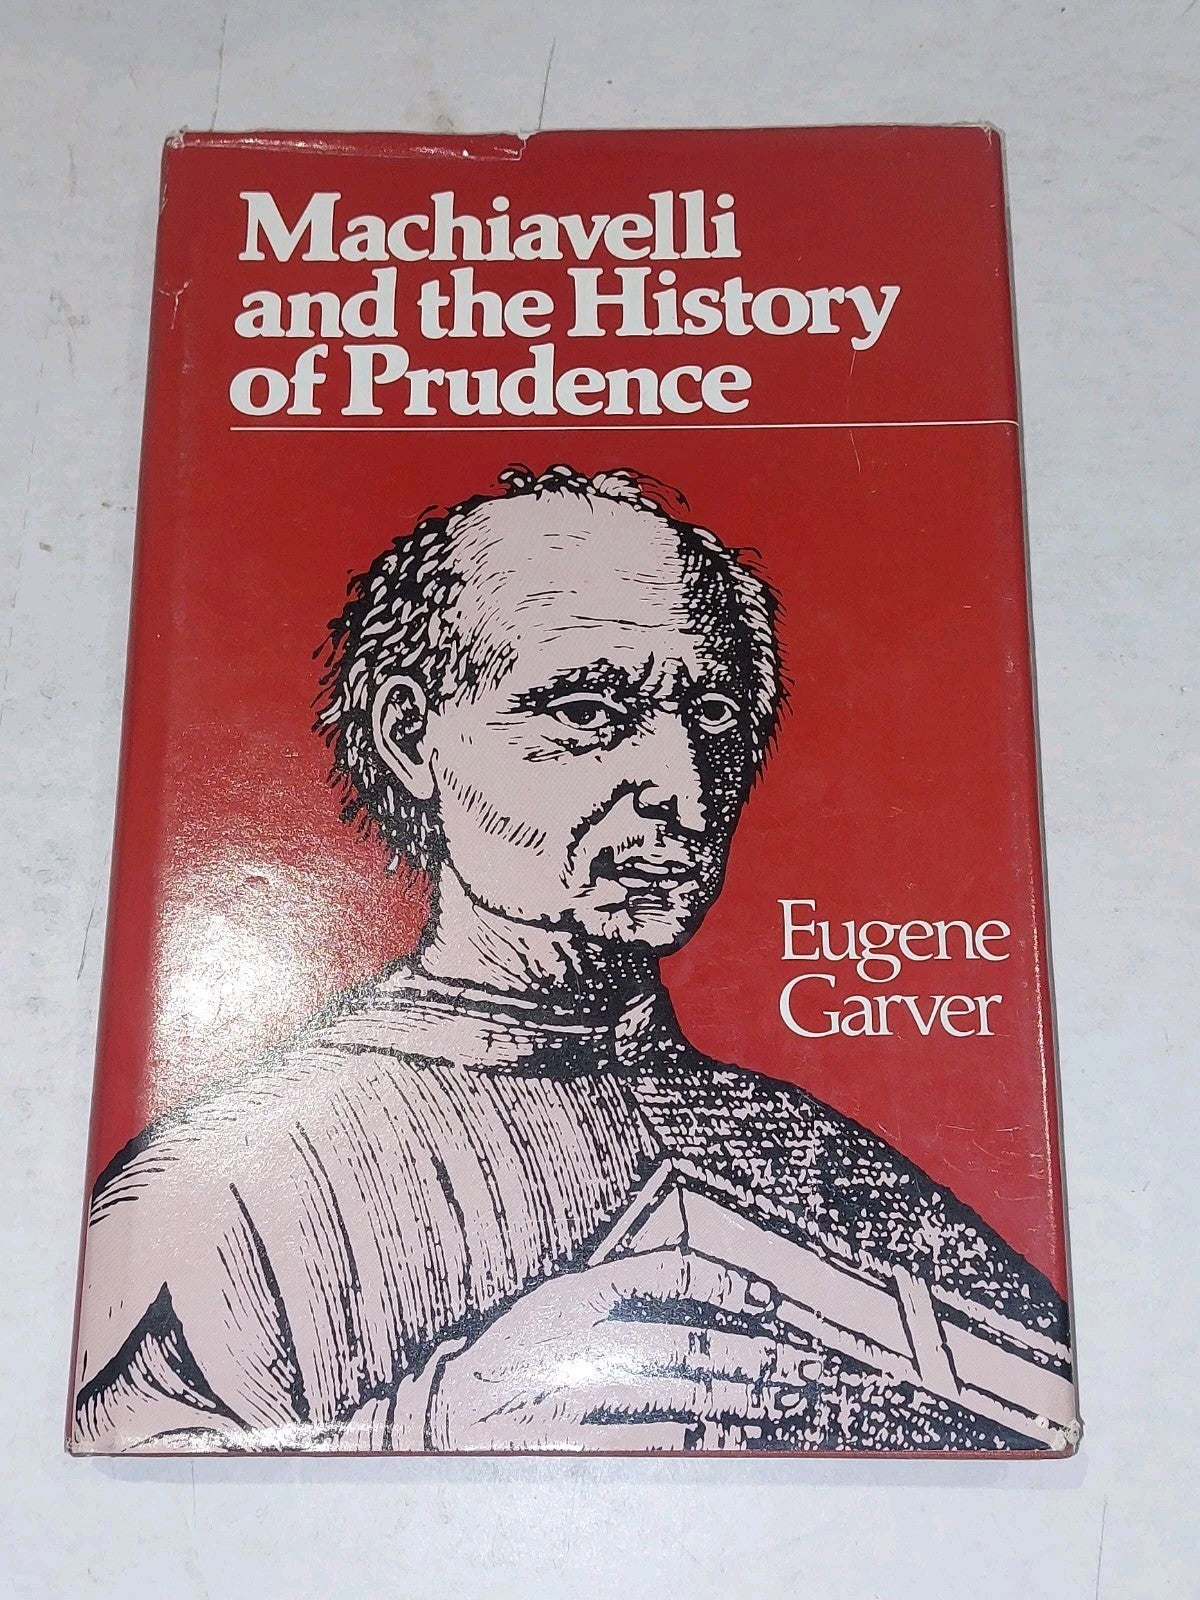 Machiavelli
and the History
of Prudence
Eugene
Garver